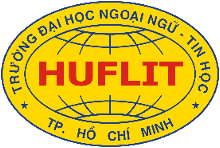 TRƯỜNG ĐẠI HỌC NGOẠI NGỮ - TIN HỌC
HUFLIT
★ TP. HỒ CHÍ MINH ★